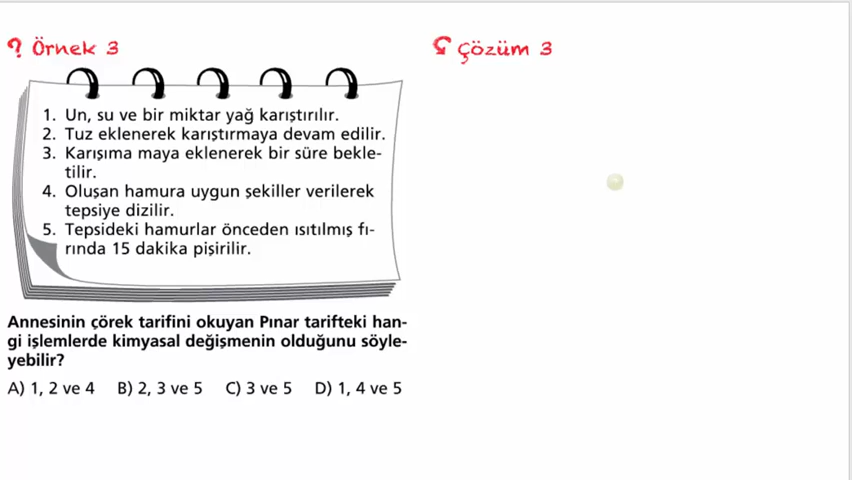 ? Örnek 3
1. Un, su ve bir miktar yağ karıştırılır.
2. Tuz eklenerek karıştırmaya devam edilir.
3. Karışıma maya eklenerek bir süre bekle-
tilir.
4. Oluşan hamura uygun şekiller verilerek
tepsiye dizilir.
5. Tepsideki hamurlar önceden ısıtılmış fı-
rında 15 dakika pişirilir.
Annesinin çörek tarifini okuyan Pınar tarifteki han-
gi işlemlerde kimyasal değişmenin olduğunu söyle-
yebilir?
A) 1, 2 ve 4 B) 2, 3 ve 5 C) 3 ve 5 D) 1, 4 ve 5
Çözüm 3